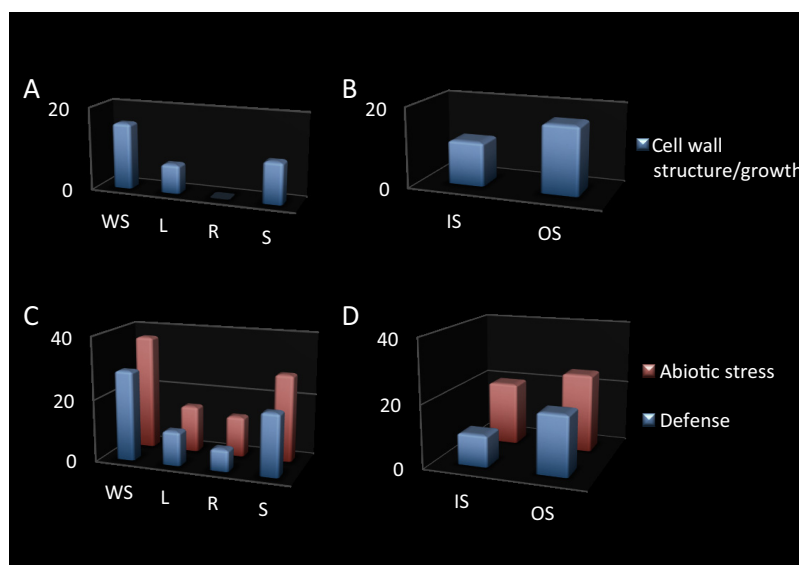 A
20
0
WS
L
R
S
B
20
0
IS
OS
Cell wall
structure/growth
C
40
20
0
WS
L
R
S
D
40
20
0
IS
OS
Abiotic stress
Defense